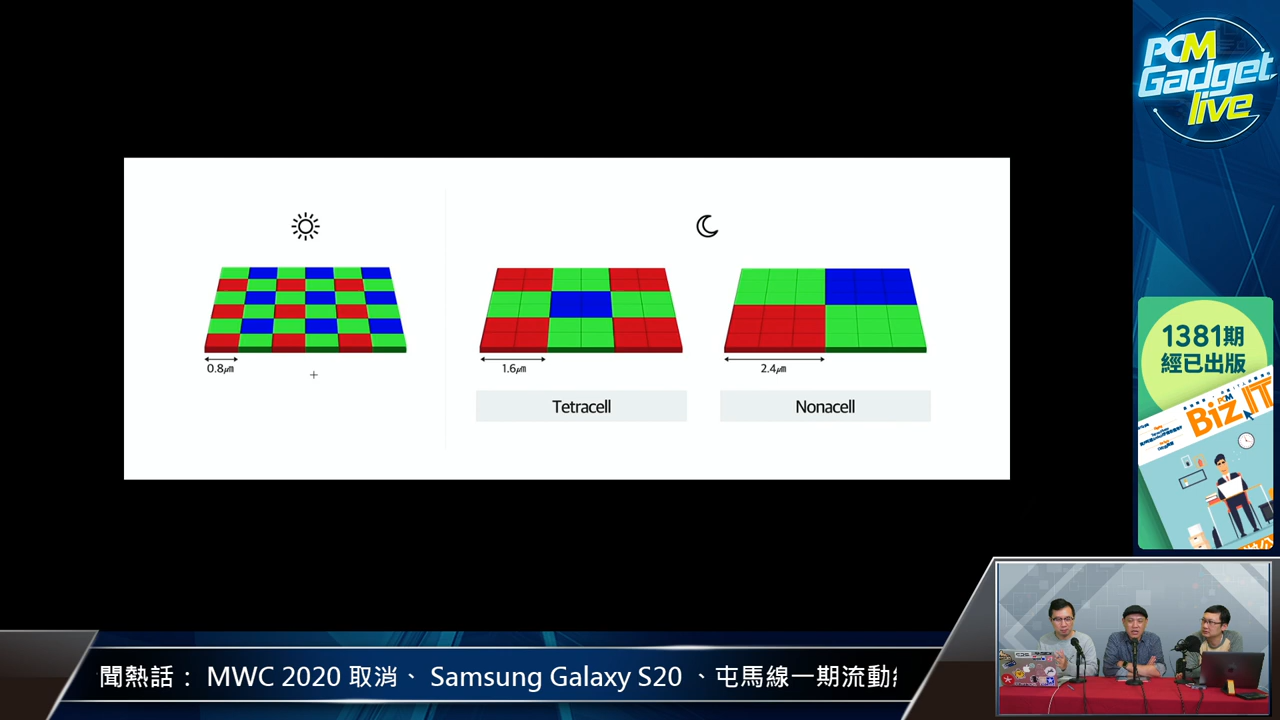 PCM
Gadget
live
0.8㎛
1.6㎛
2.4㎛
Tetracell
Nonacell
1381期
經已出版
PCM
Biz.IT
聞熱話： MWC 2020 取消、 Samsung Galaxy S20 、屯馬線一期流動